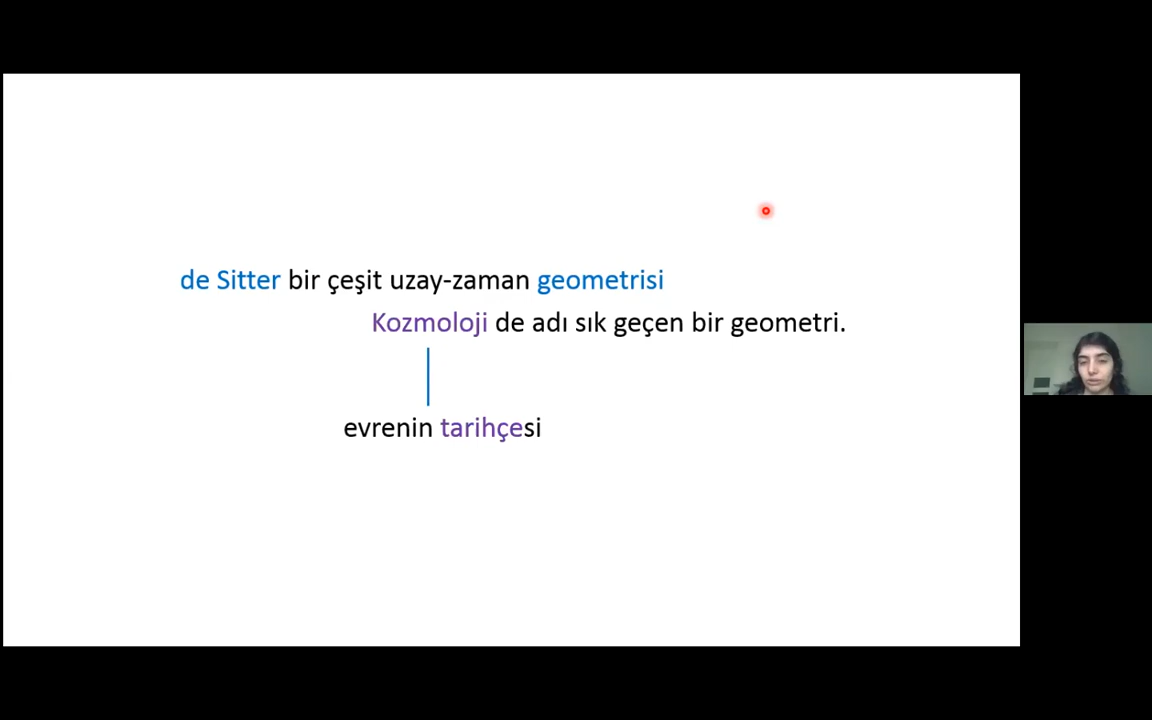 de Sitter bir çeşit uzay-zaman geometrisi
Kozmoloji de adı sık geçen bir geometri.
evrenin tarihçesi